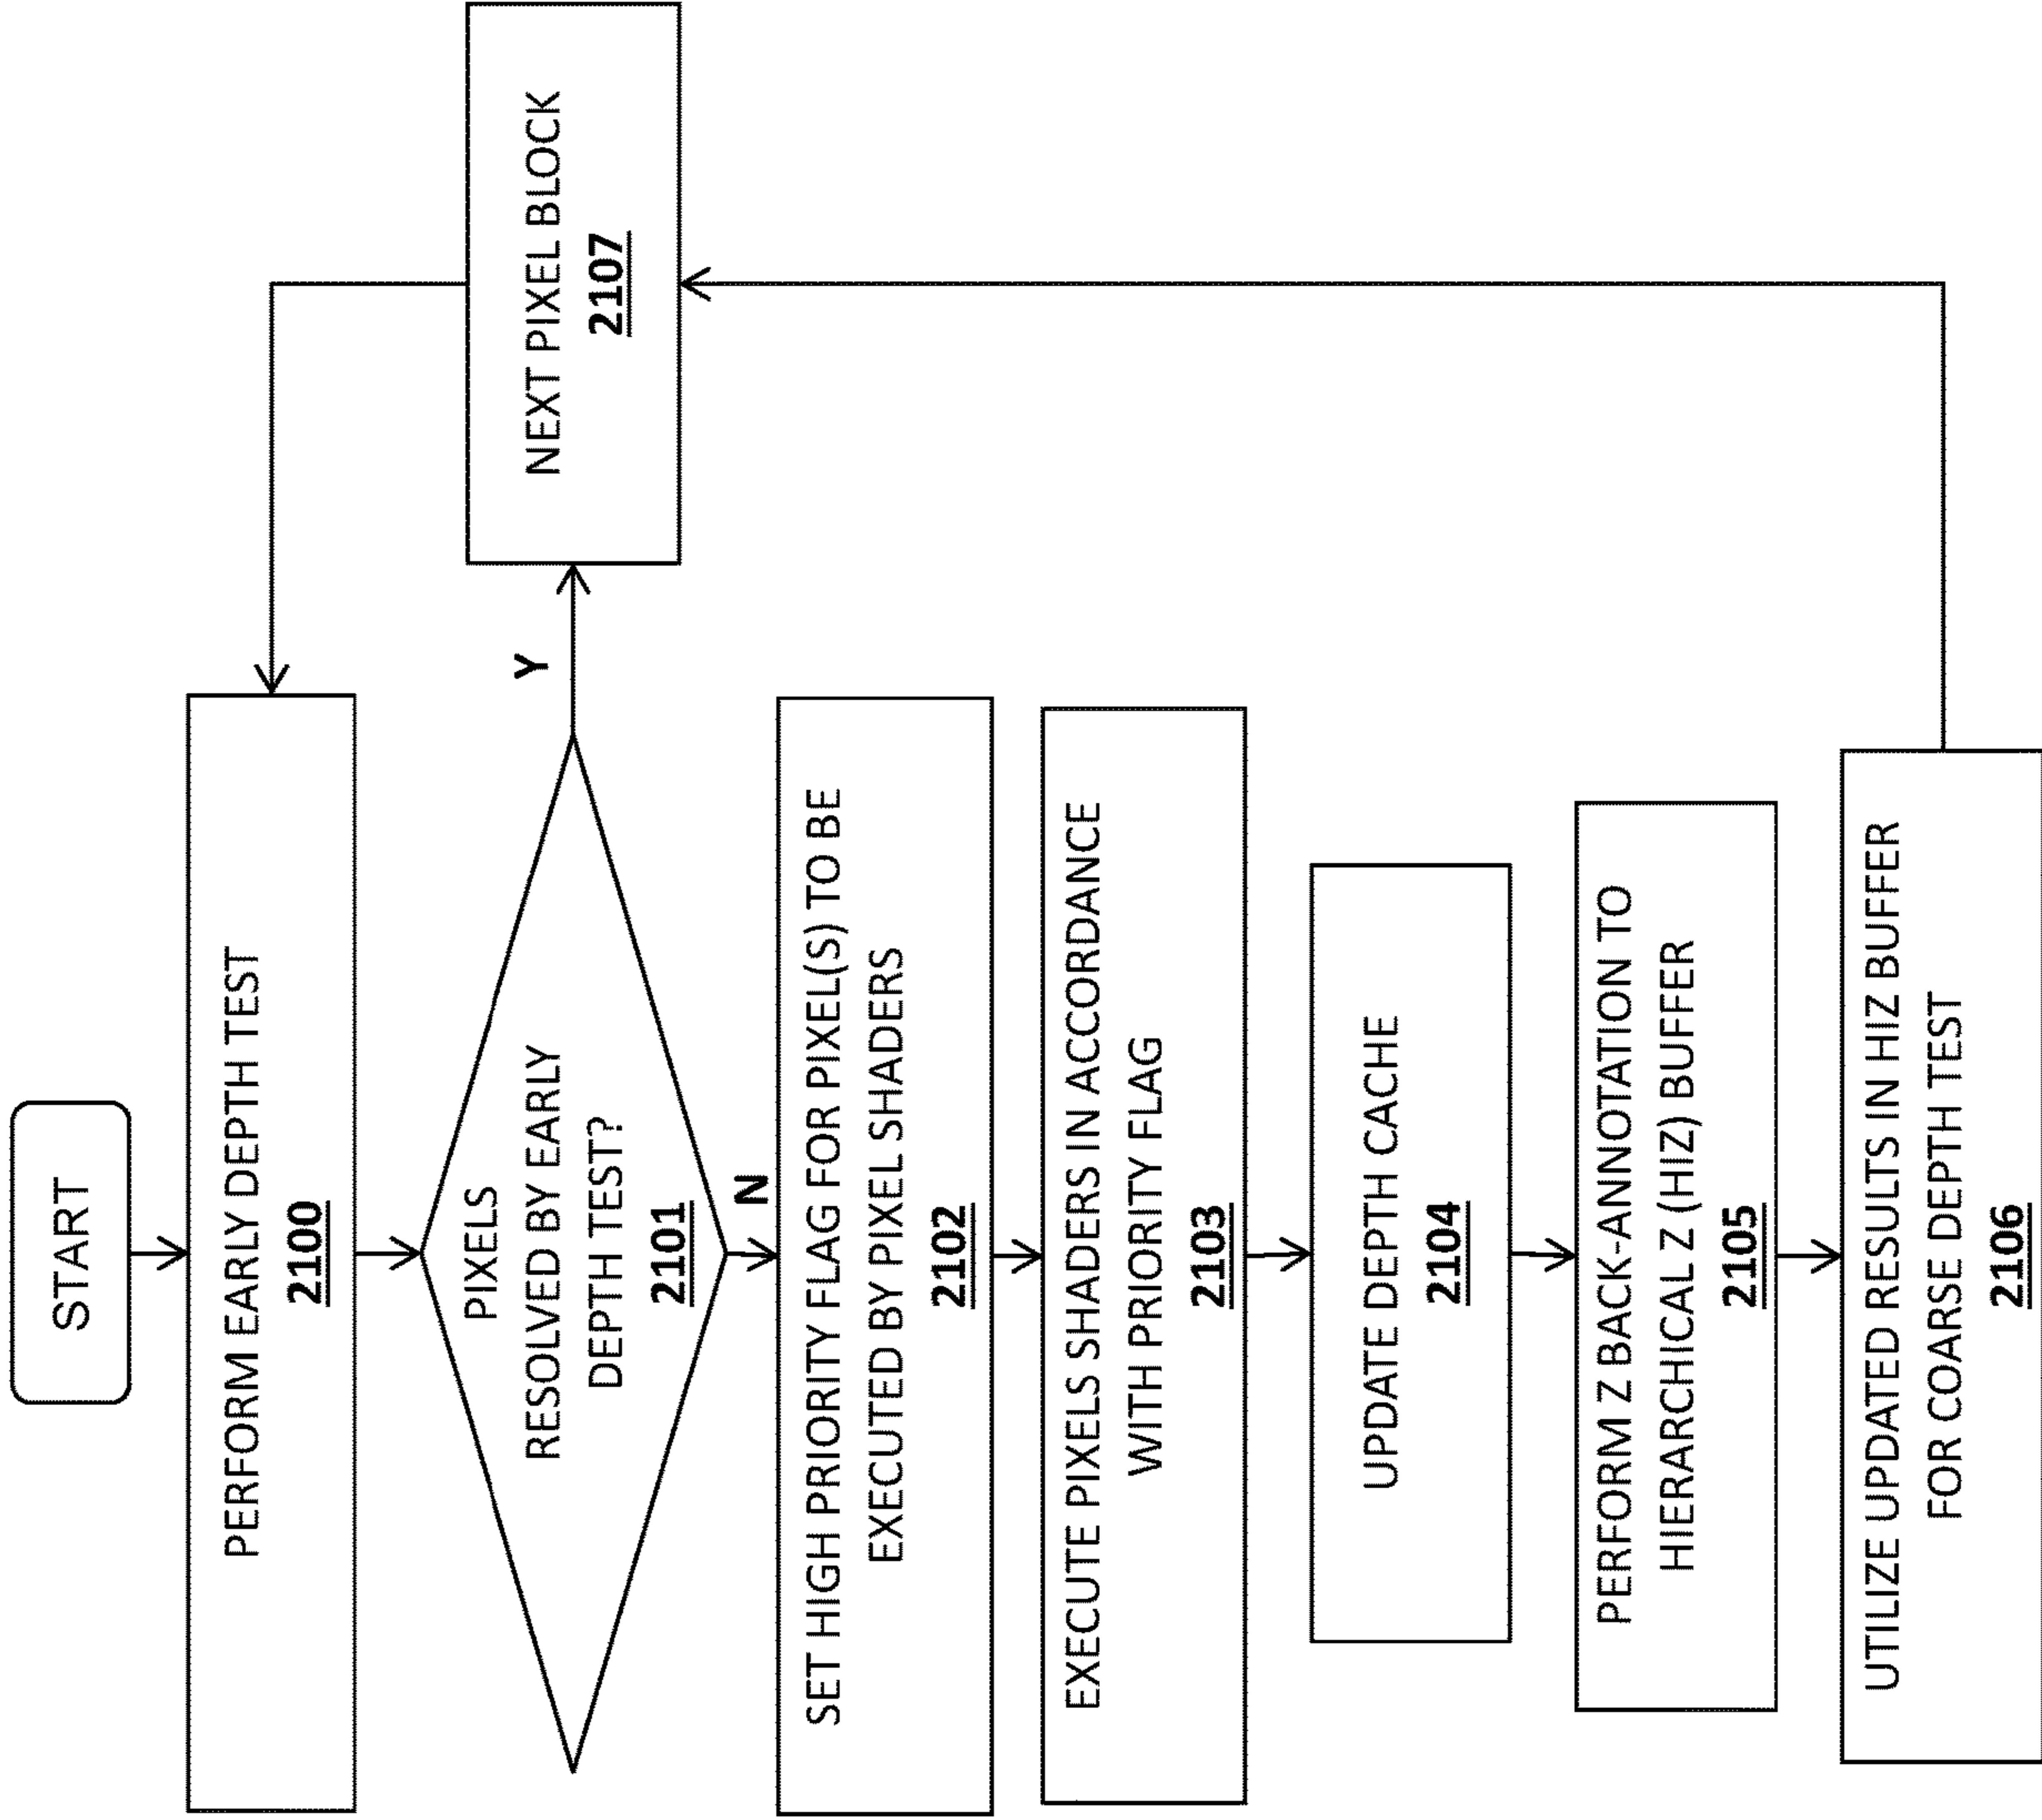 START
PERFORM EARLY DEPTH TEST
2100
PIXELS
RESOLVED BY EARLY
DEPTH TEST?
2101
Y
N
NEXT PIXEL BLOCK
2107
SET HIGH PRIORITY FLAG FOR PIXEL(S) TO BE
EXECUTED BY PIXEL SHADERS
2102
EXECUTE PIXELS SHADERS IN ACCORDANCE
WITH PRIORITY FLAG
2103
UPDATE DEPTH CACHE
2104
PERFORM Z BACK-ANNOTATION TO
HIERARCHICAL Z (HIZ) BUFFER
2105
UTILIZE UPDATED RESULTS IN HIZ BUFFER
FOR COARSE DEPTH TEST
2106